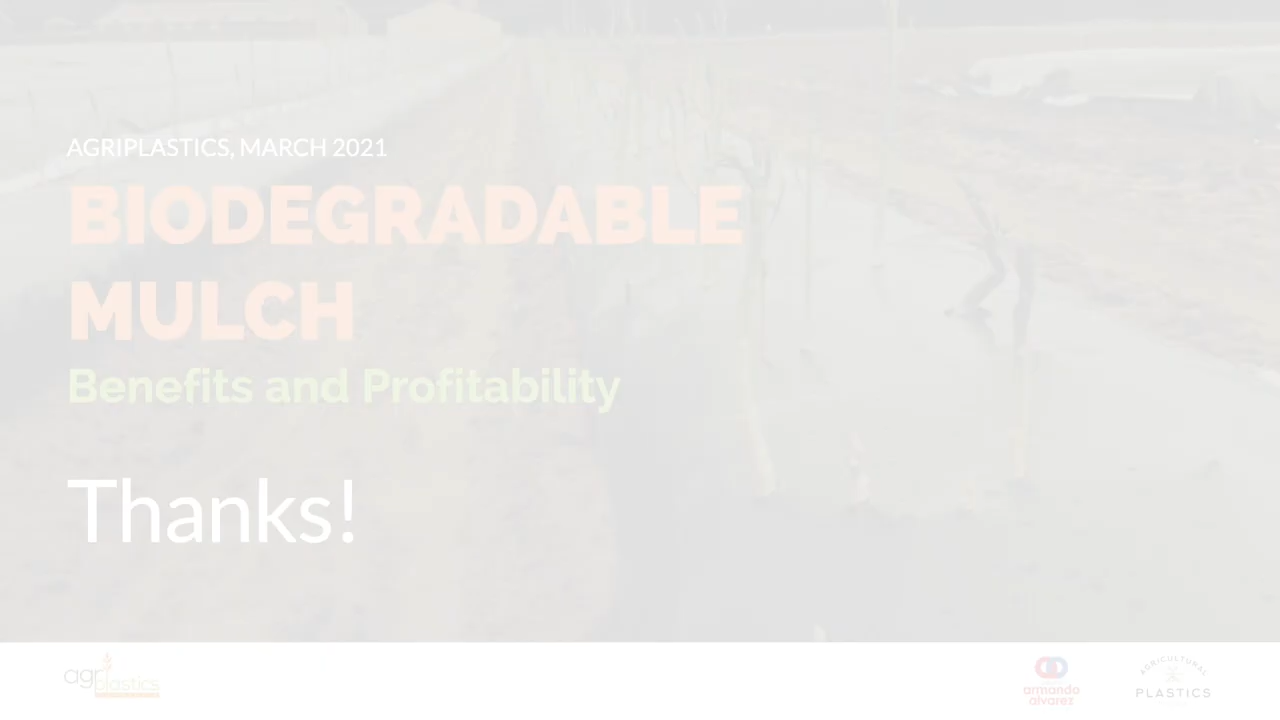 AGRIPLASTICS, MARCH 2021
BIODEGRADABLE
MULCH
Benefits and Profitability
Thanks!
agriplastics
armando
alvarez
AGRICULTURAL
PLASTICS